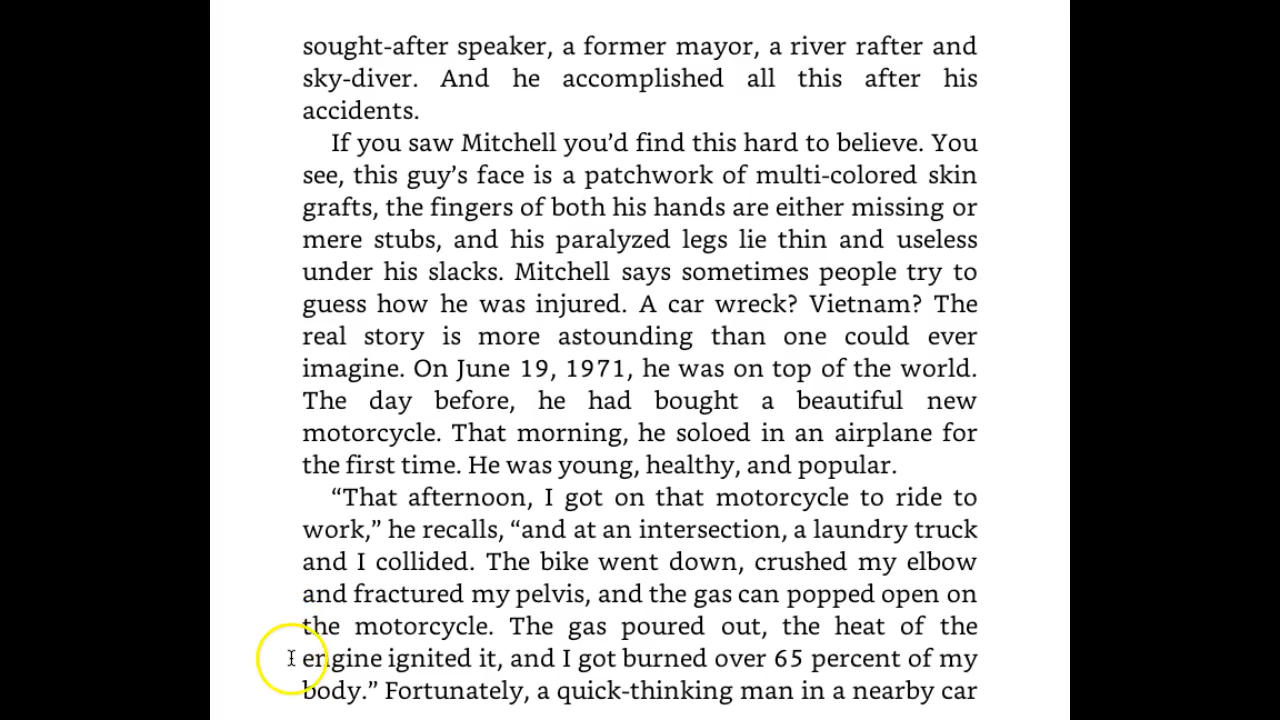 sought-after speaker, a former mayor, a river rafter and
sky-diver. And he accomplished all this after his
accidents.
If you saw Mitchell you’d find this hard to believe. You
see, this guy’s face is a patchwork of multi-colored skin
grafts, the fingers of both his hands are either missing or
mere stubs, and his paralyzed legs lie thin and useless
under his slacks. Mitchell says sometimes people try to
guess how he was injured. A car wreck? Vietnam? The
real story is more astounding than one could ever
imagine. On June 19, 1971, he was on top of the world.
The day before, he had bought a beautiful new
motorcycle. That morning, he soloed in an airplane for
the first time. He was young, healthy, and popular.
“That afternoon, I got on that motorcycle to ride to
work,” he recalls, “and at an intersection, a laundry truck
and I collided. The bike went down, crushed my elbow
and fractured my pelvis, and the gas can popped open on
the motorcycle. The gas poured out, the heat of the
engine ignited it, and I got burned over 65 percent of my
body.” Fortunately, a quick-thinking man in a nearby car